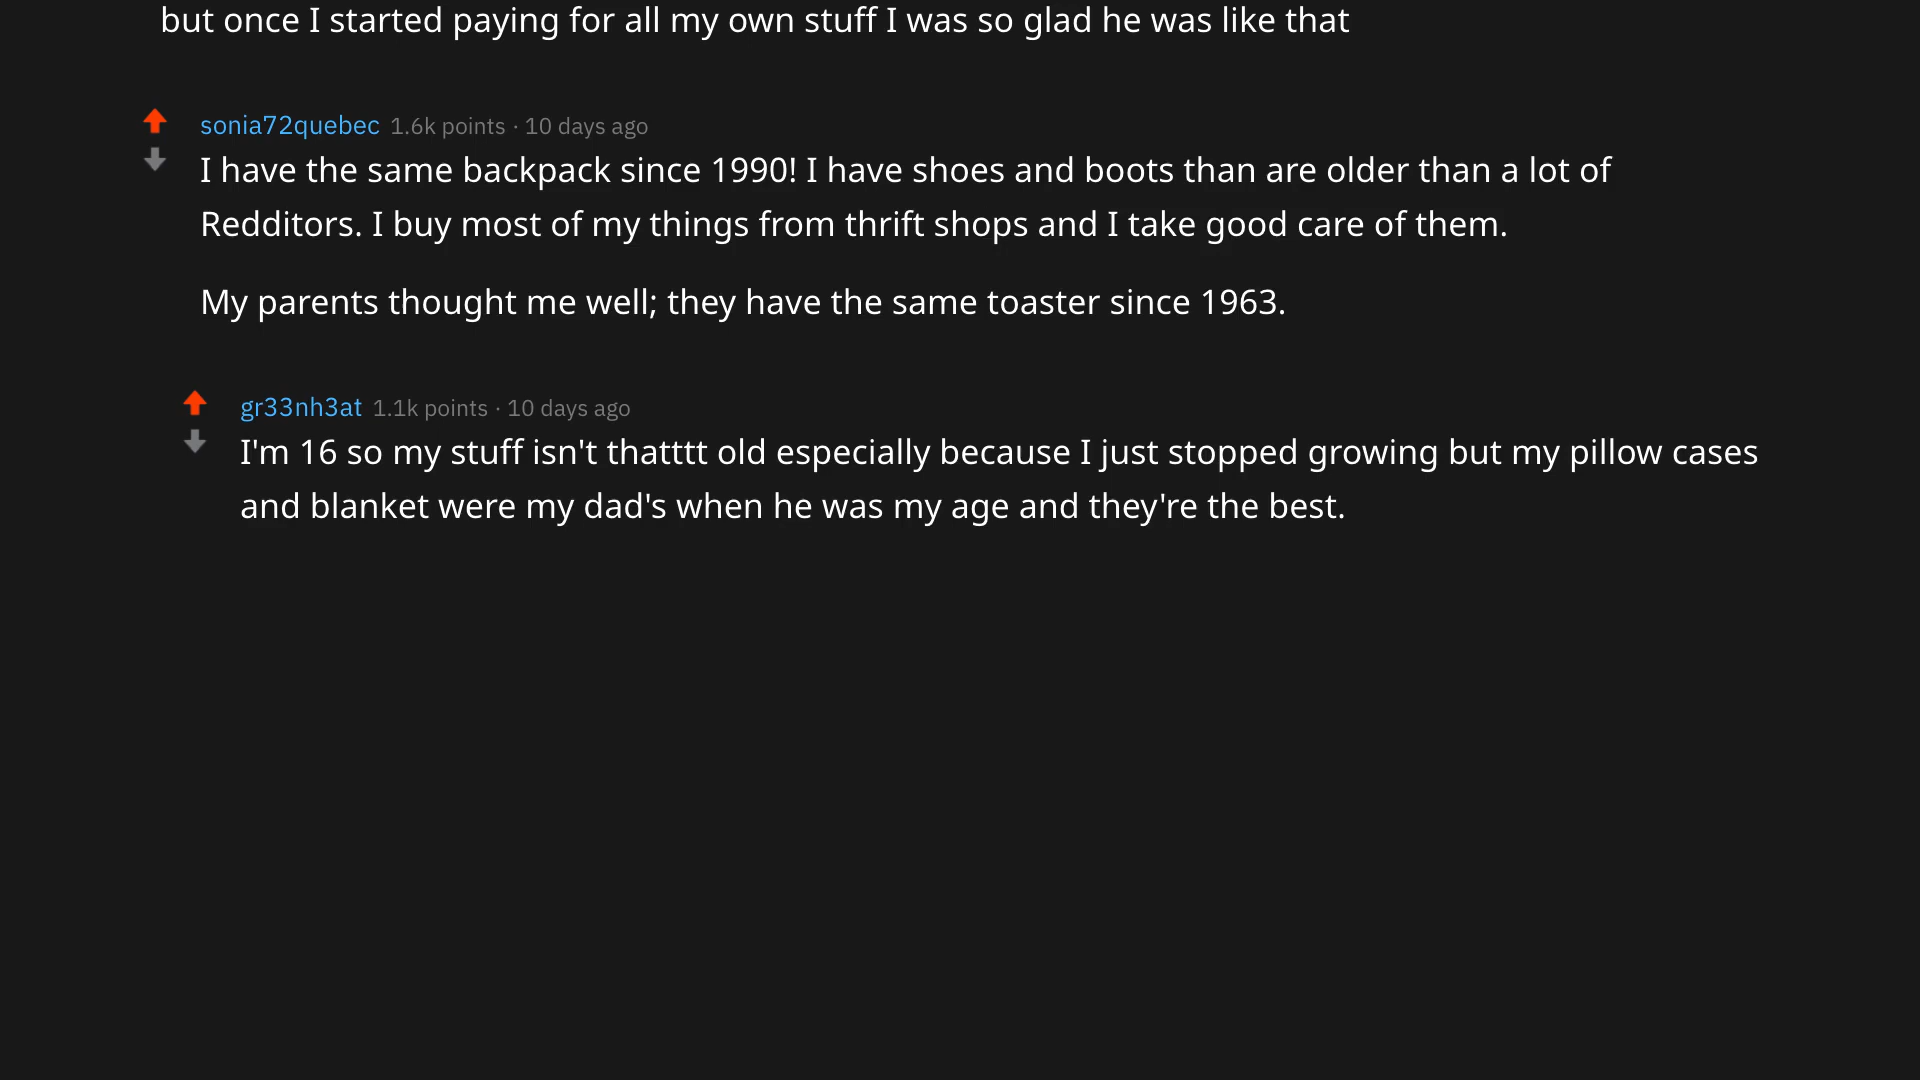 but once I started paying for all my own stuff I was so glad he was like that
sonia72quebec 1.6k points · 10 days ago
I have the same backpack since 1990! I have shoes and boots than are older than a lot of
Redditors. I buy most of my things from thrift shops and I take good care of them.
My parents thought me well; they have the same toaster since 1963.
gr33nh3at 1.1k points · 10 days ago
I'm 16 so my stuff isn't thatttt old especially because I just stopped growing but my pillow cases
and blanket were my dad's when he was my age and they're the best.